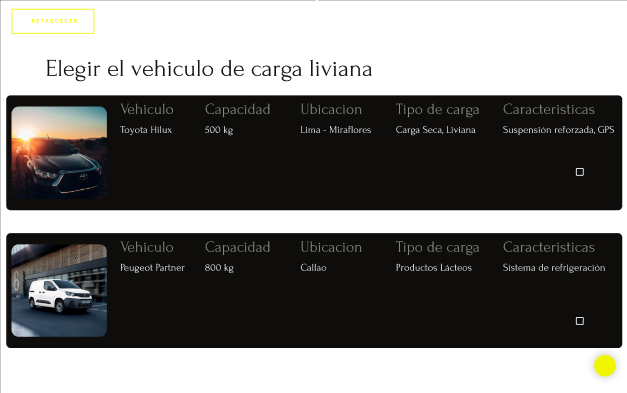 RETROCEDER
Elegir el vehiculo de carga liviana
Vehiculo Capacidad Ubicacion Tipo de carga Caracteristicas
Toyota Hilux 500 kg Lima - Miraflores Carga Seca, Liviana Suspensión reforzada, GPS
Vehiculo Capacidad Ubicacion Tipo de carga Caracteristicas
Peugeot Partner 800 kg Callao Productos Lácteos Sistema de refrigeración